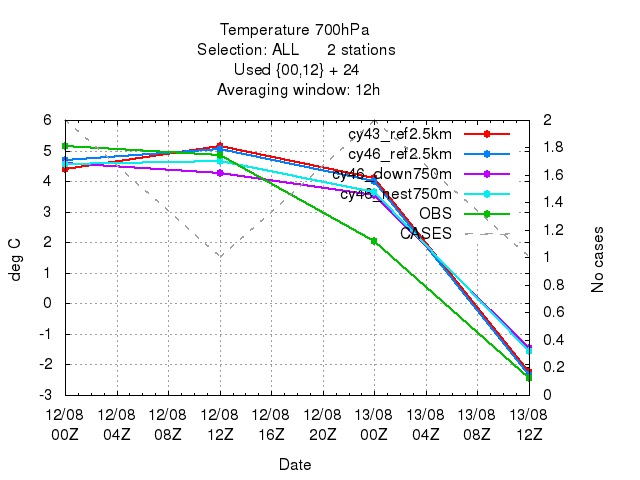 Temperature 700hPa
Selection: ALL 2 stations
Used {00,12} + 24
Averaging window: 12h
6
5
4
3
2
1
0
-1
-2
-3
deg C
cy43_ref2.5km
cy46_ref2.5km
cy46_down750m
cy46_nest750m
OBS
CASES
2
1.8
1.6
1.4
1.2
1
0.8
0.6
0.4
0.2
0
No cases
12/08 12/08 12/08 12/08 12/08 12/08 13/08 13/08 13/08 13/08
00Z 04Z 08Z 12Z 16Z 20Z 00Z 04Z 08Z 12Z
Date